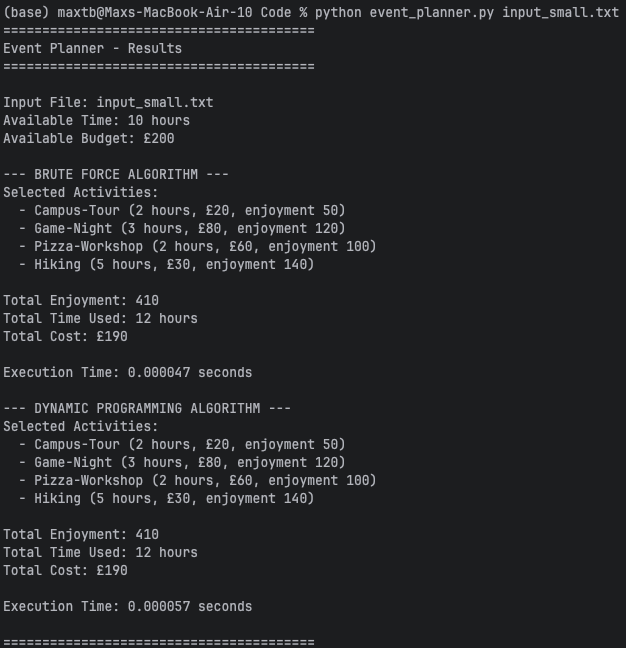 (base) maxtb@Maxs-MacBook-Air-10 Code % python event_planner.py input_small.txt
========================================
Event Planner - Results
========================================
Input File: input_small.txt
Available Time: 10 hours
Available Budget: £200
--- BRUTE FORCE ALGORITHM ---
Selected Activities:
- Campus-Tour (2 hours, £20, enjoyment 50)
- Game-Night (3 hours, £80, enjoyment 120)
- Pizza-Workshop (2 hours, £60, enjoyment 100)
- Hiking (5 hours, £30, enjoyment 140)
Total Enjoyment: 410
Total Time Used: 12 hours
Total Cost: £190
Execution Time: 0.000047 seconds
--- DYNAMIC PROGRAMMING ALGORITHM ---
Selected Activities:
- Campus-Tour (2 hours, £20, enjoyment 50)
- Game-Night (3 hours, £80, enjoyment 120)
- Pizza-Workshop (2 hours, £60, enjoyment 100)
- Hiking (5 hours, £30, enjoyment 140)
Total Enjoyment: 410
Total Time Used: 12 hours
Total Cost: £190
Execution Time: 0.000057 seconds
========================================